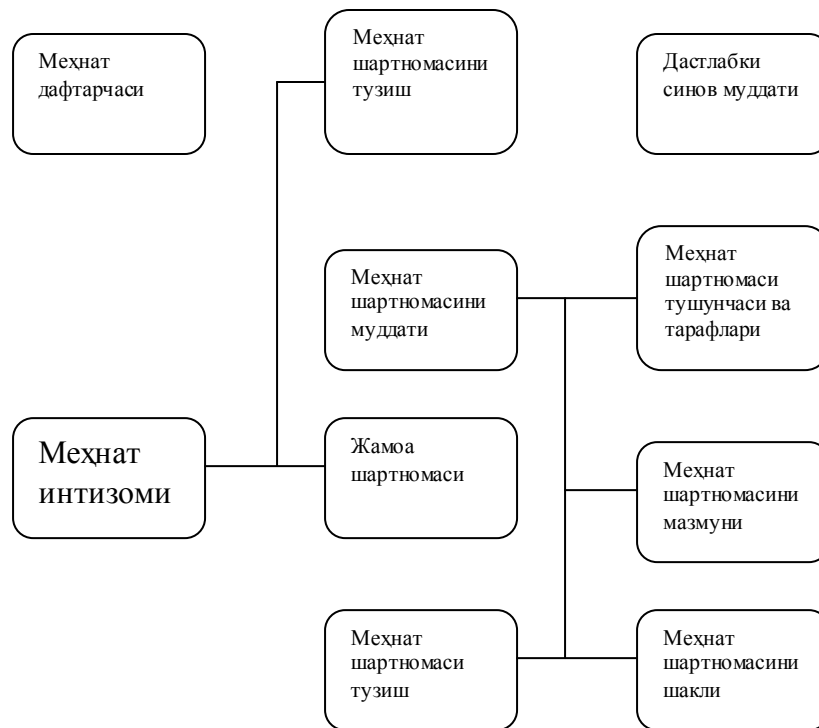 Меҳнат
дафтарчаси
Меҳнат
шартномасини
тузиш
Дастлабки
синов муддати
Меҳнат
шартномасини
муддати
Меҳнат
шартномаси
тушунчаси ва
тарафлари
Меҳнат
интизоми
Жамоа
шартномаси
Меҳнат
шартномасини
мазмуни
Меҳнат
шартномаси
тузиш
Меҳнат
шартномасини
шакли